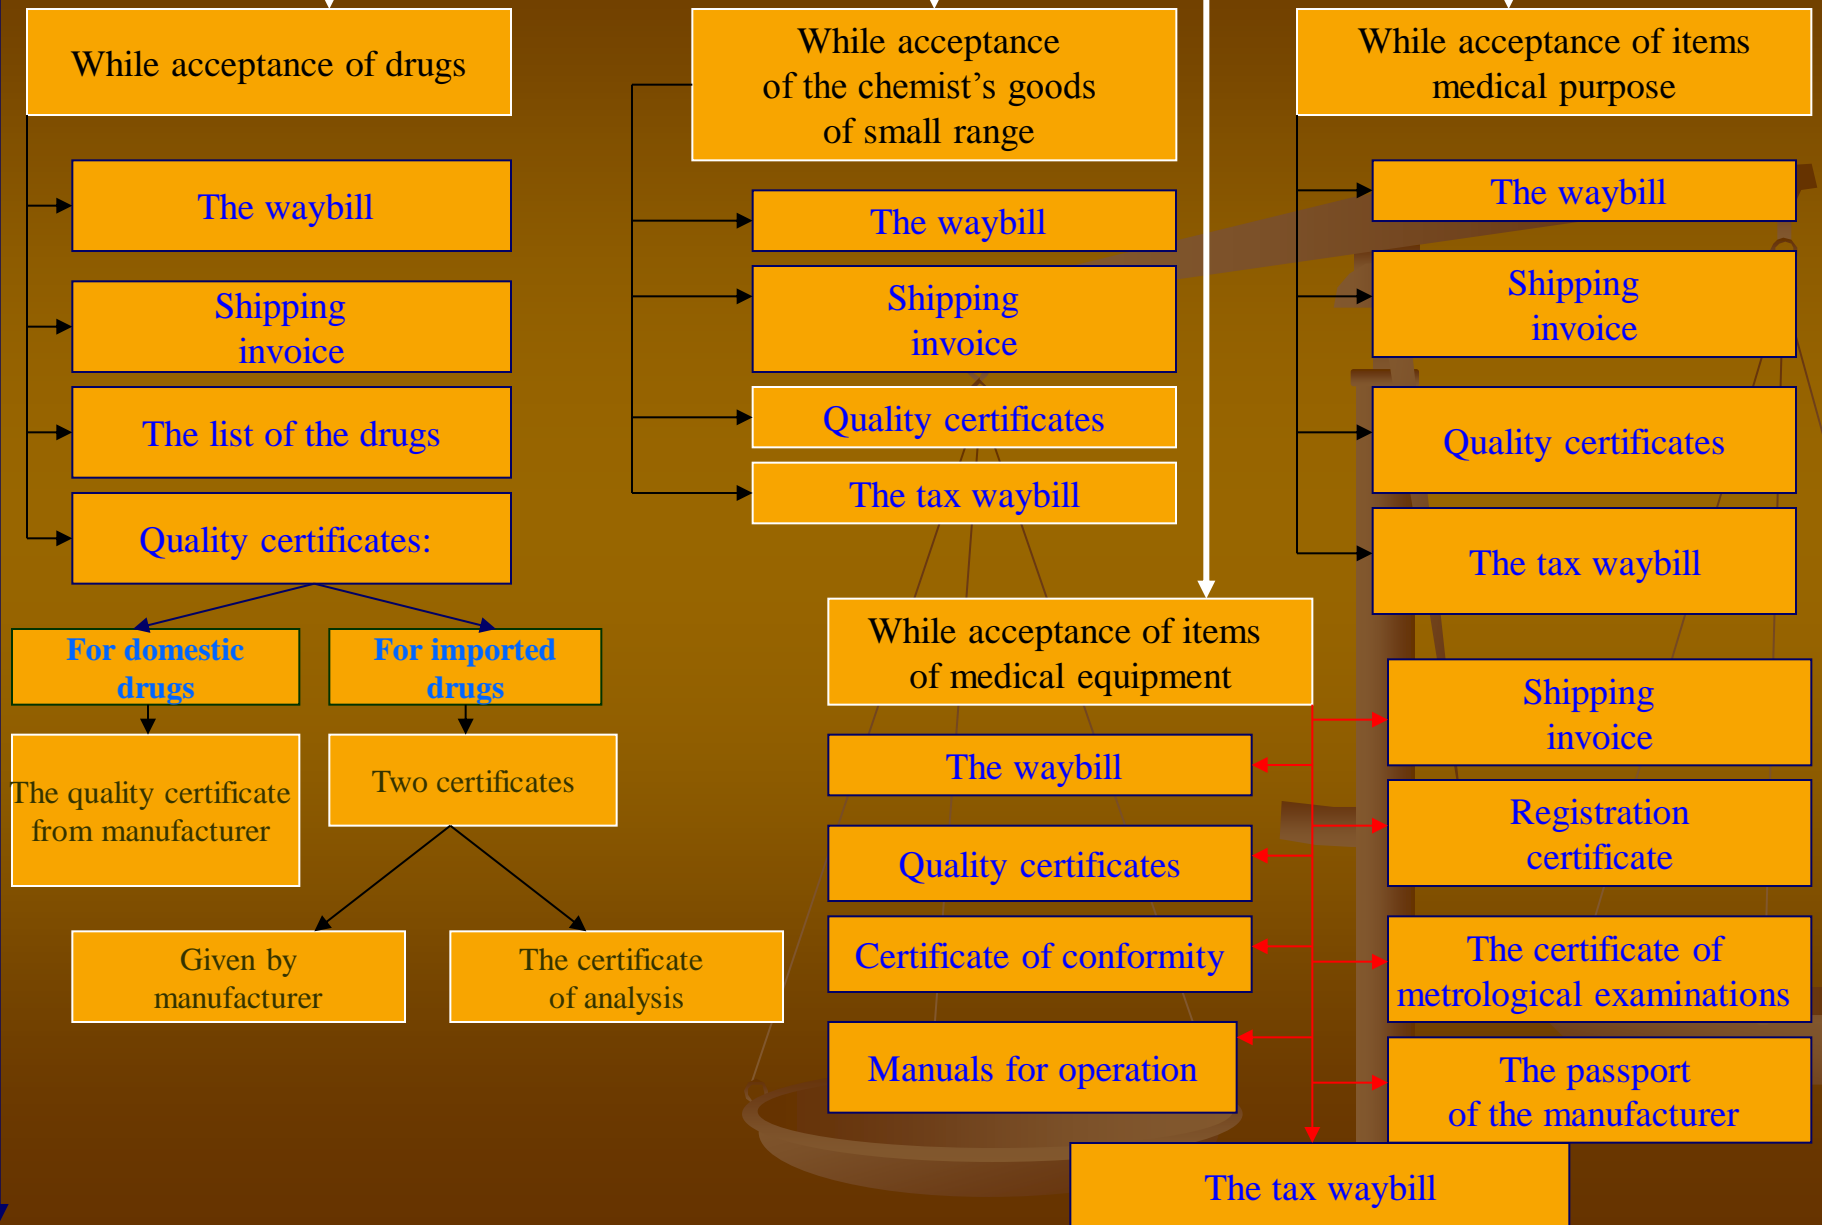 While acceptance of drugs
The waybill
Shipping
invoice
The list of the drugs
Quality certificates:
For domestic
drugs
For imported
drugs
The quality certificate
from manufacturer
Two certificates
Given by
manufacturer
The certificate
of analysis
While acceptance
of the chemist’s goods
of small range
The waybill
Shipping
invoice
Quality certificates
The tax waybill
While acceptance of items
medical purpose
The waybill
Shipping
invoice
Quality certificates
The tax waybill
While acceptance of items
of medical equipment
The waybill
Quality certificates
Certificate of conformity
Manuals for operation
Shipping
invoice
Registration
certificate
The certificate of
metrological examinations
The passport
of the manufacturer
The tax waybill